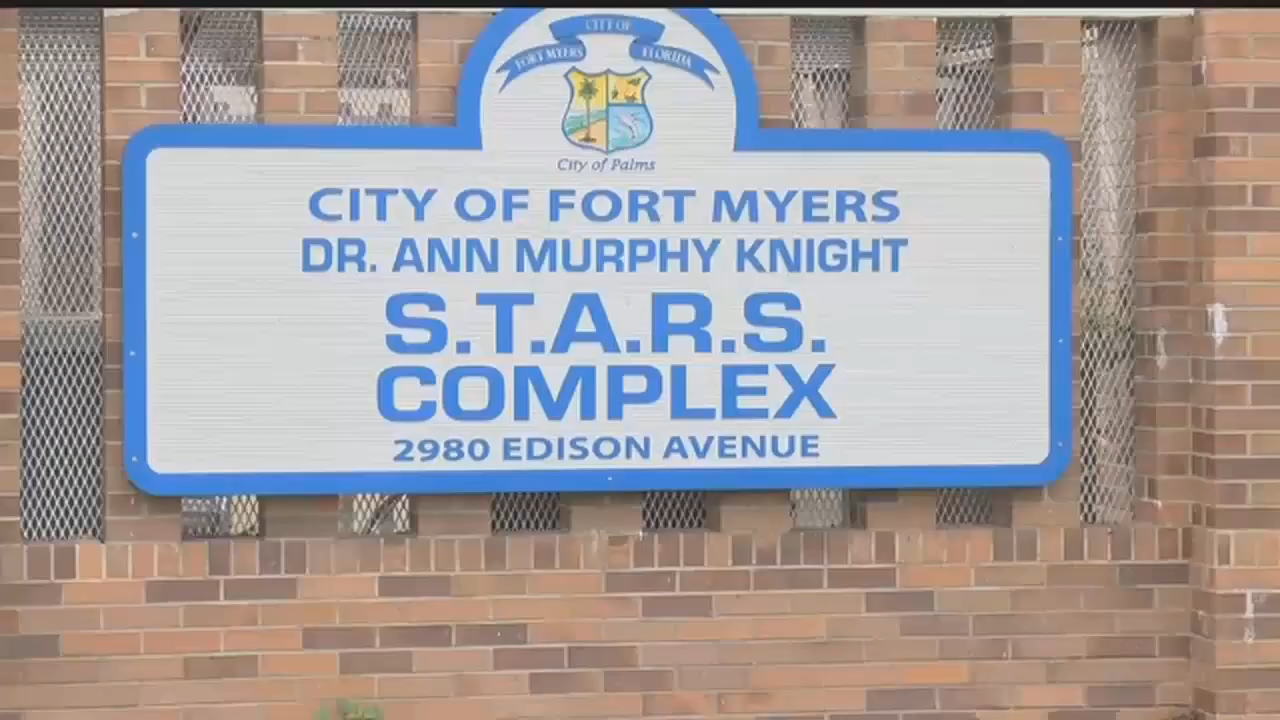 CITY OF
FORT MYERS FLORIDA
City of Palms
CITY OF FORT MYERS
DR. ANN MURPHY KNIGHT
S.T.A.R.S.
COMPLEX
2980 EDISON AVENUE